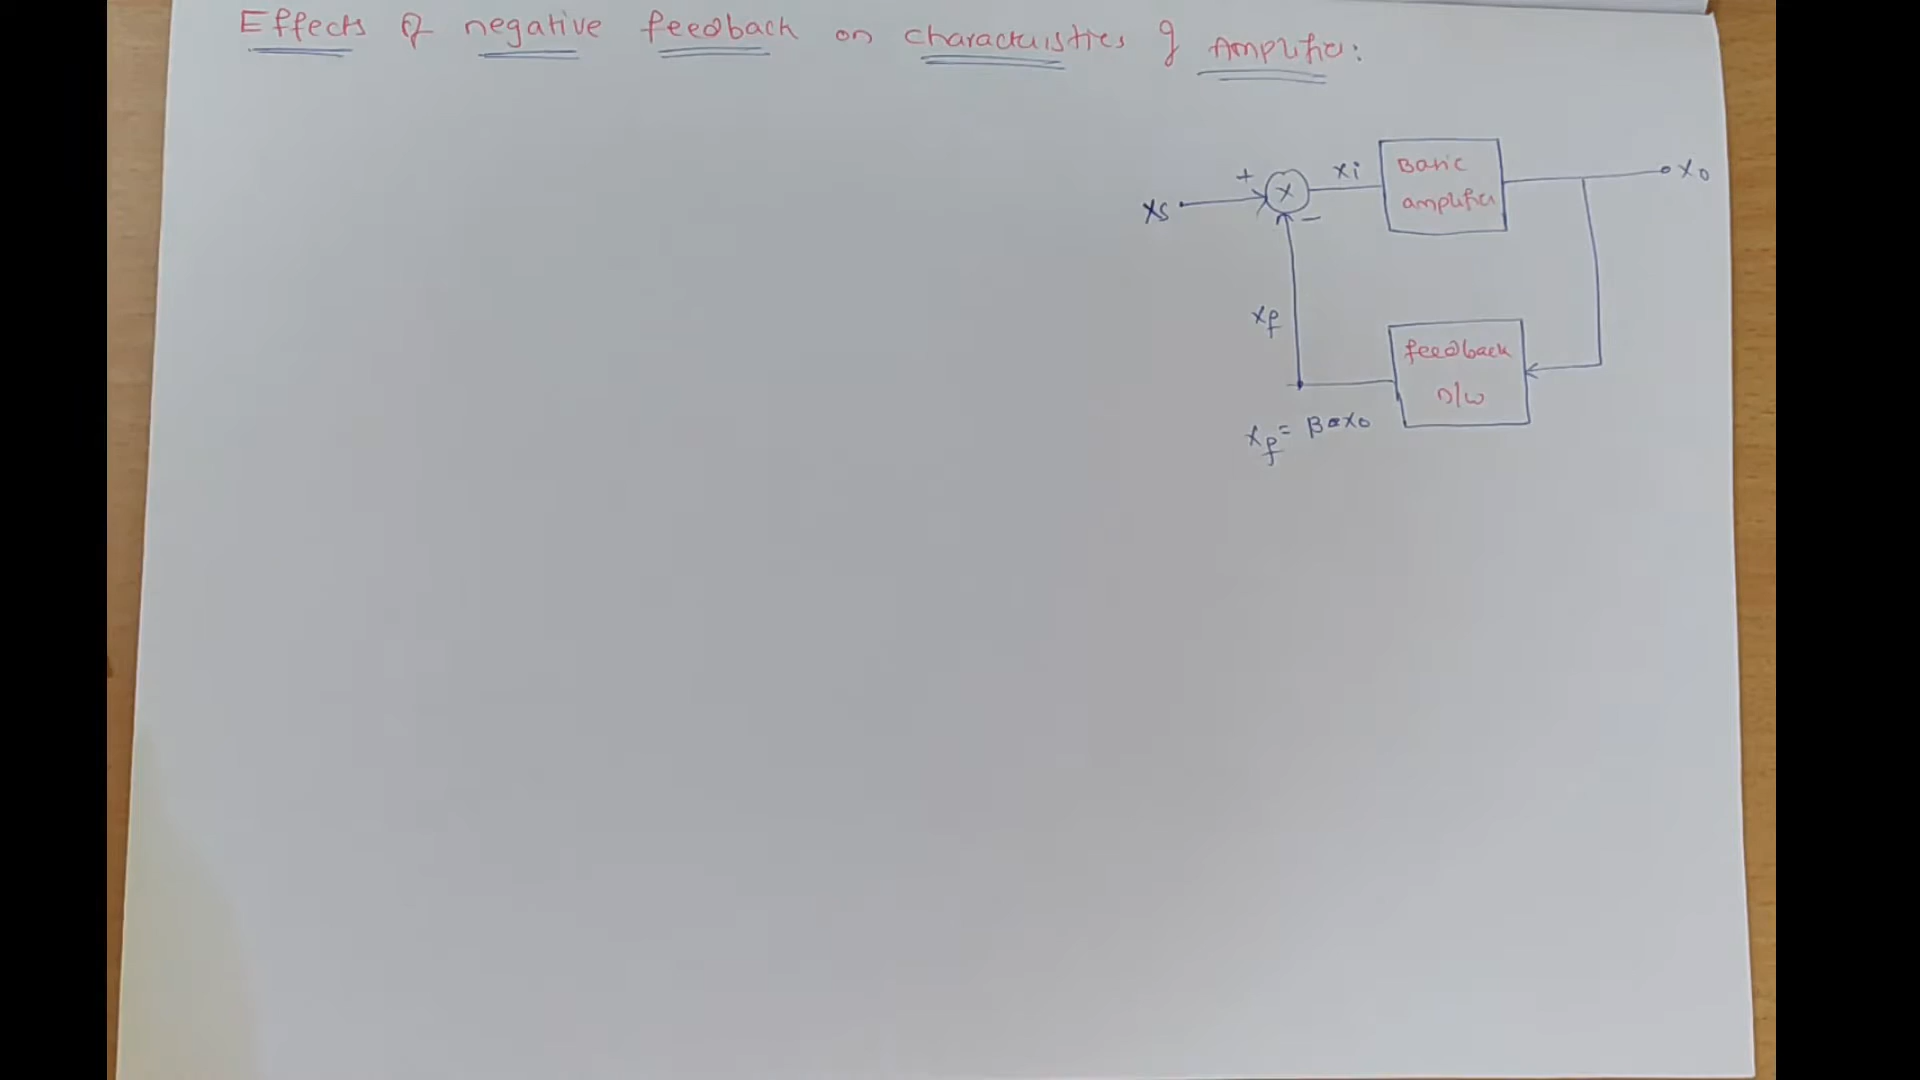 Effects of negative feedback on characteristics of Amplifier:
Basic
amplifier
+
xi
xo
xs
x
-
xf
feedback
n/w
xf = β xo